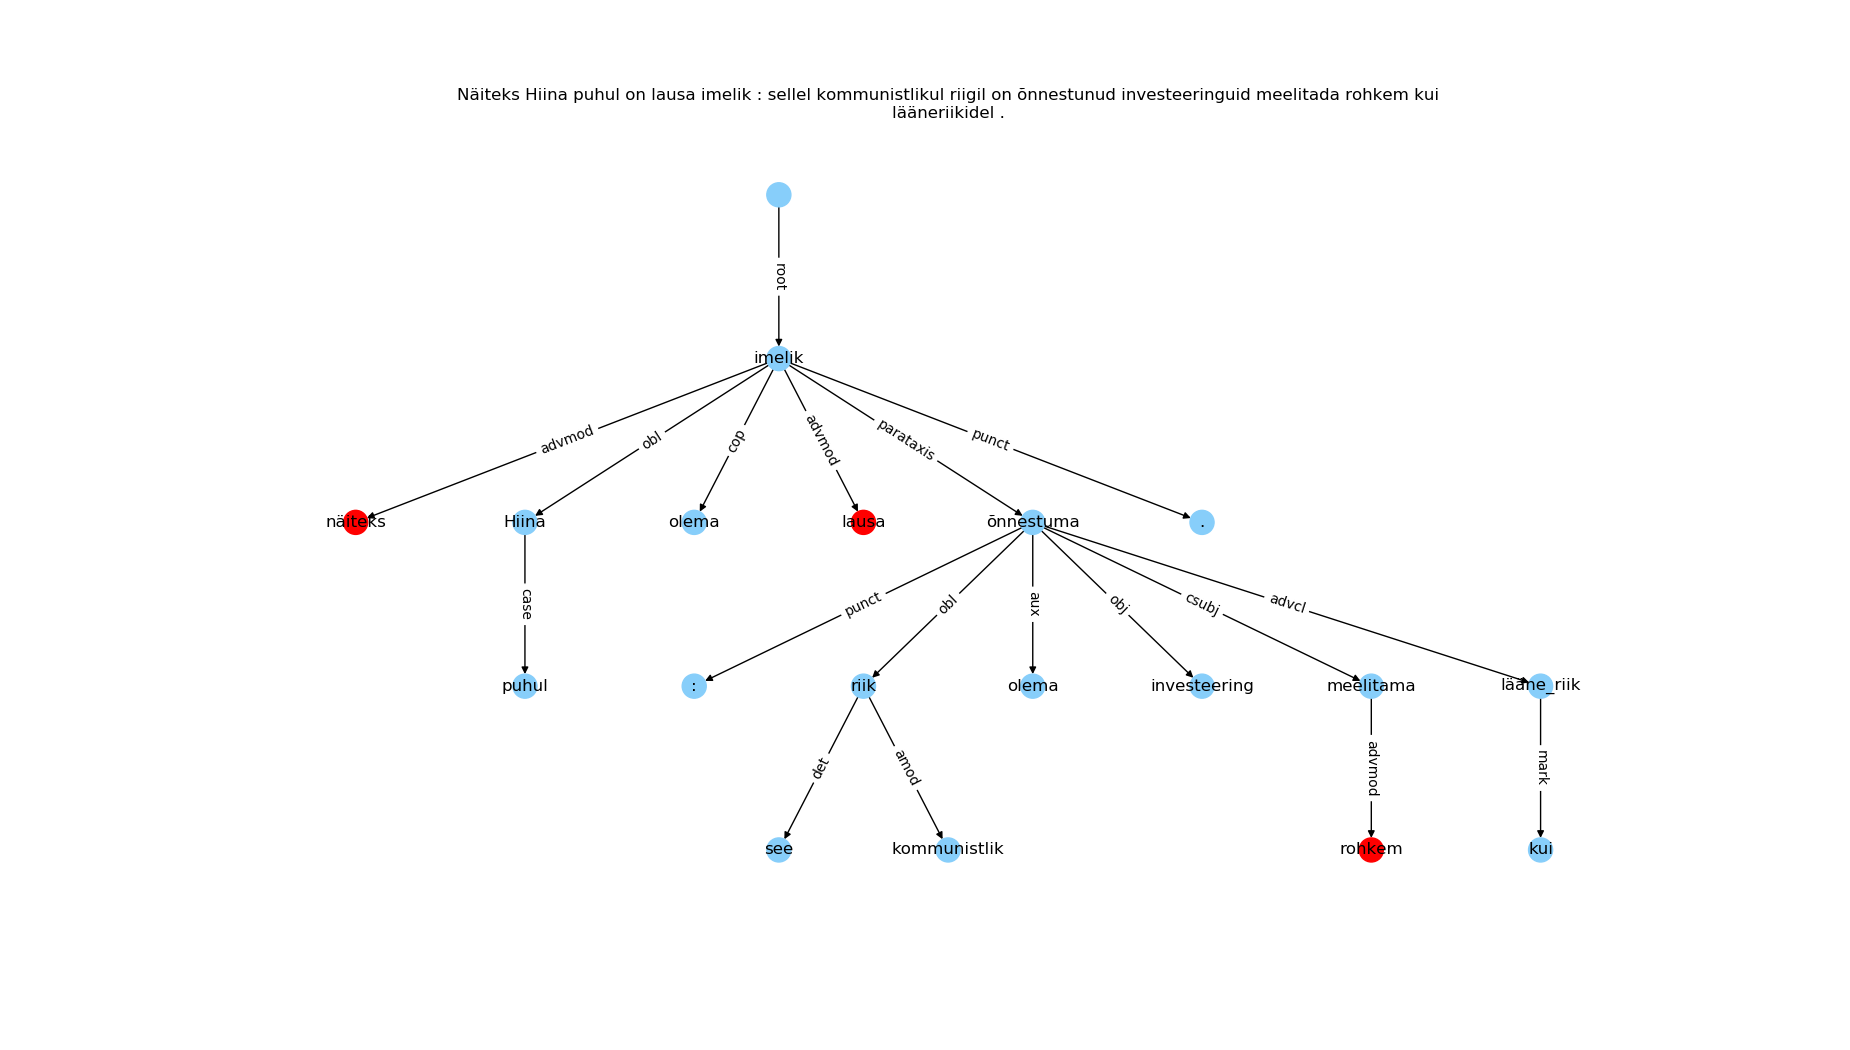 Näiteks Hiina puhul on lausa imelik : sellel kommunistlikul riigil on õnnestunud investeeringuid meelitada rohkem kui
lääneriikidel .
root
imelik
advmod obl cop advmod parataxis punct
näiteks Hiina olema lausa õnnestuma .
case punct obl aux obj csubj advcl
puhul : riik olema investeering meelitama lääne_riik
det amod advmod mark
see kommunistlik rohkem kui